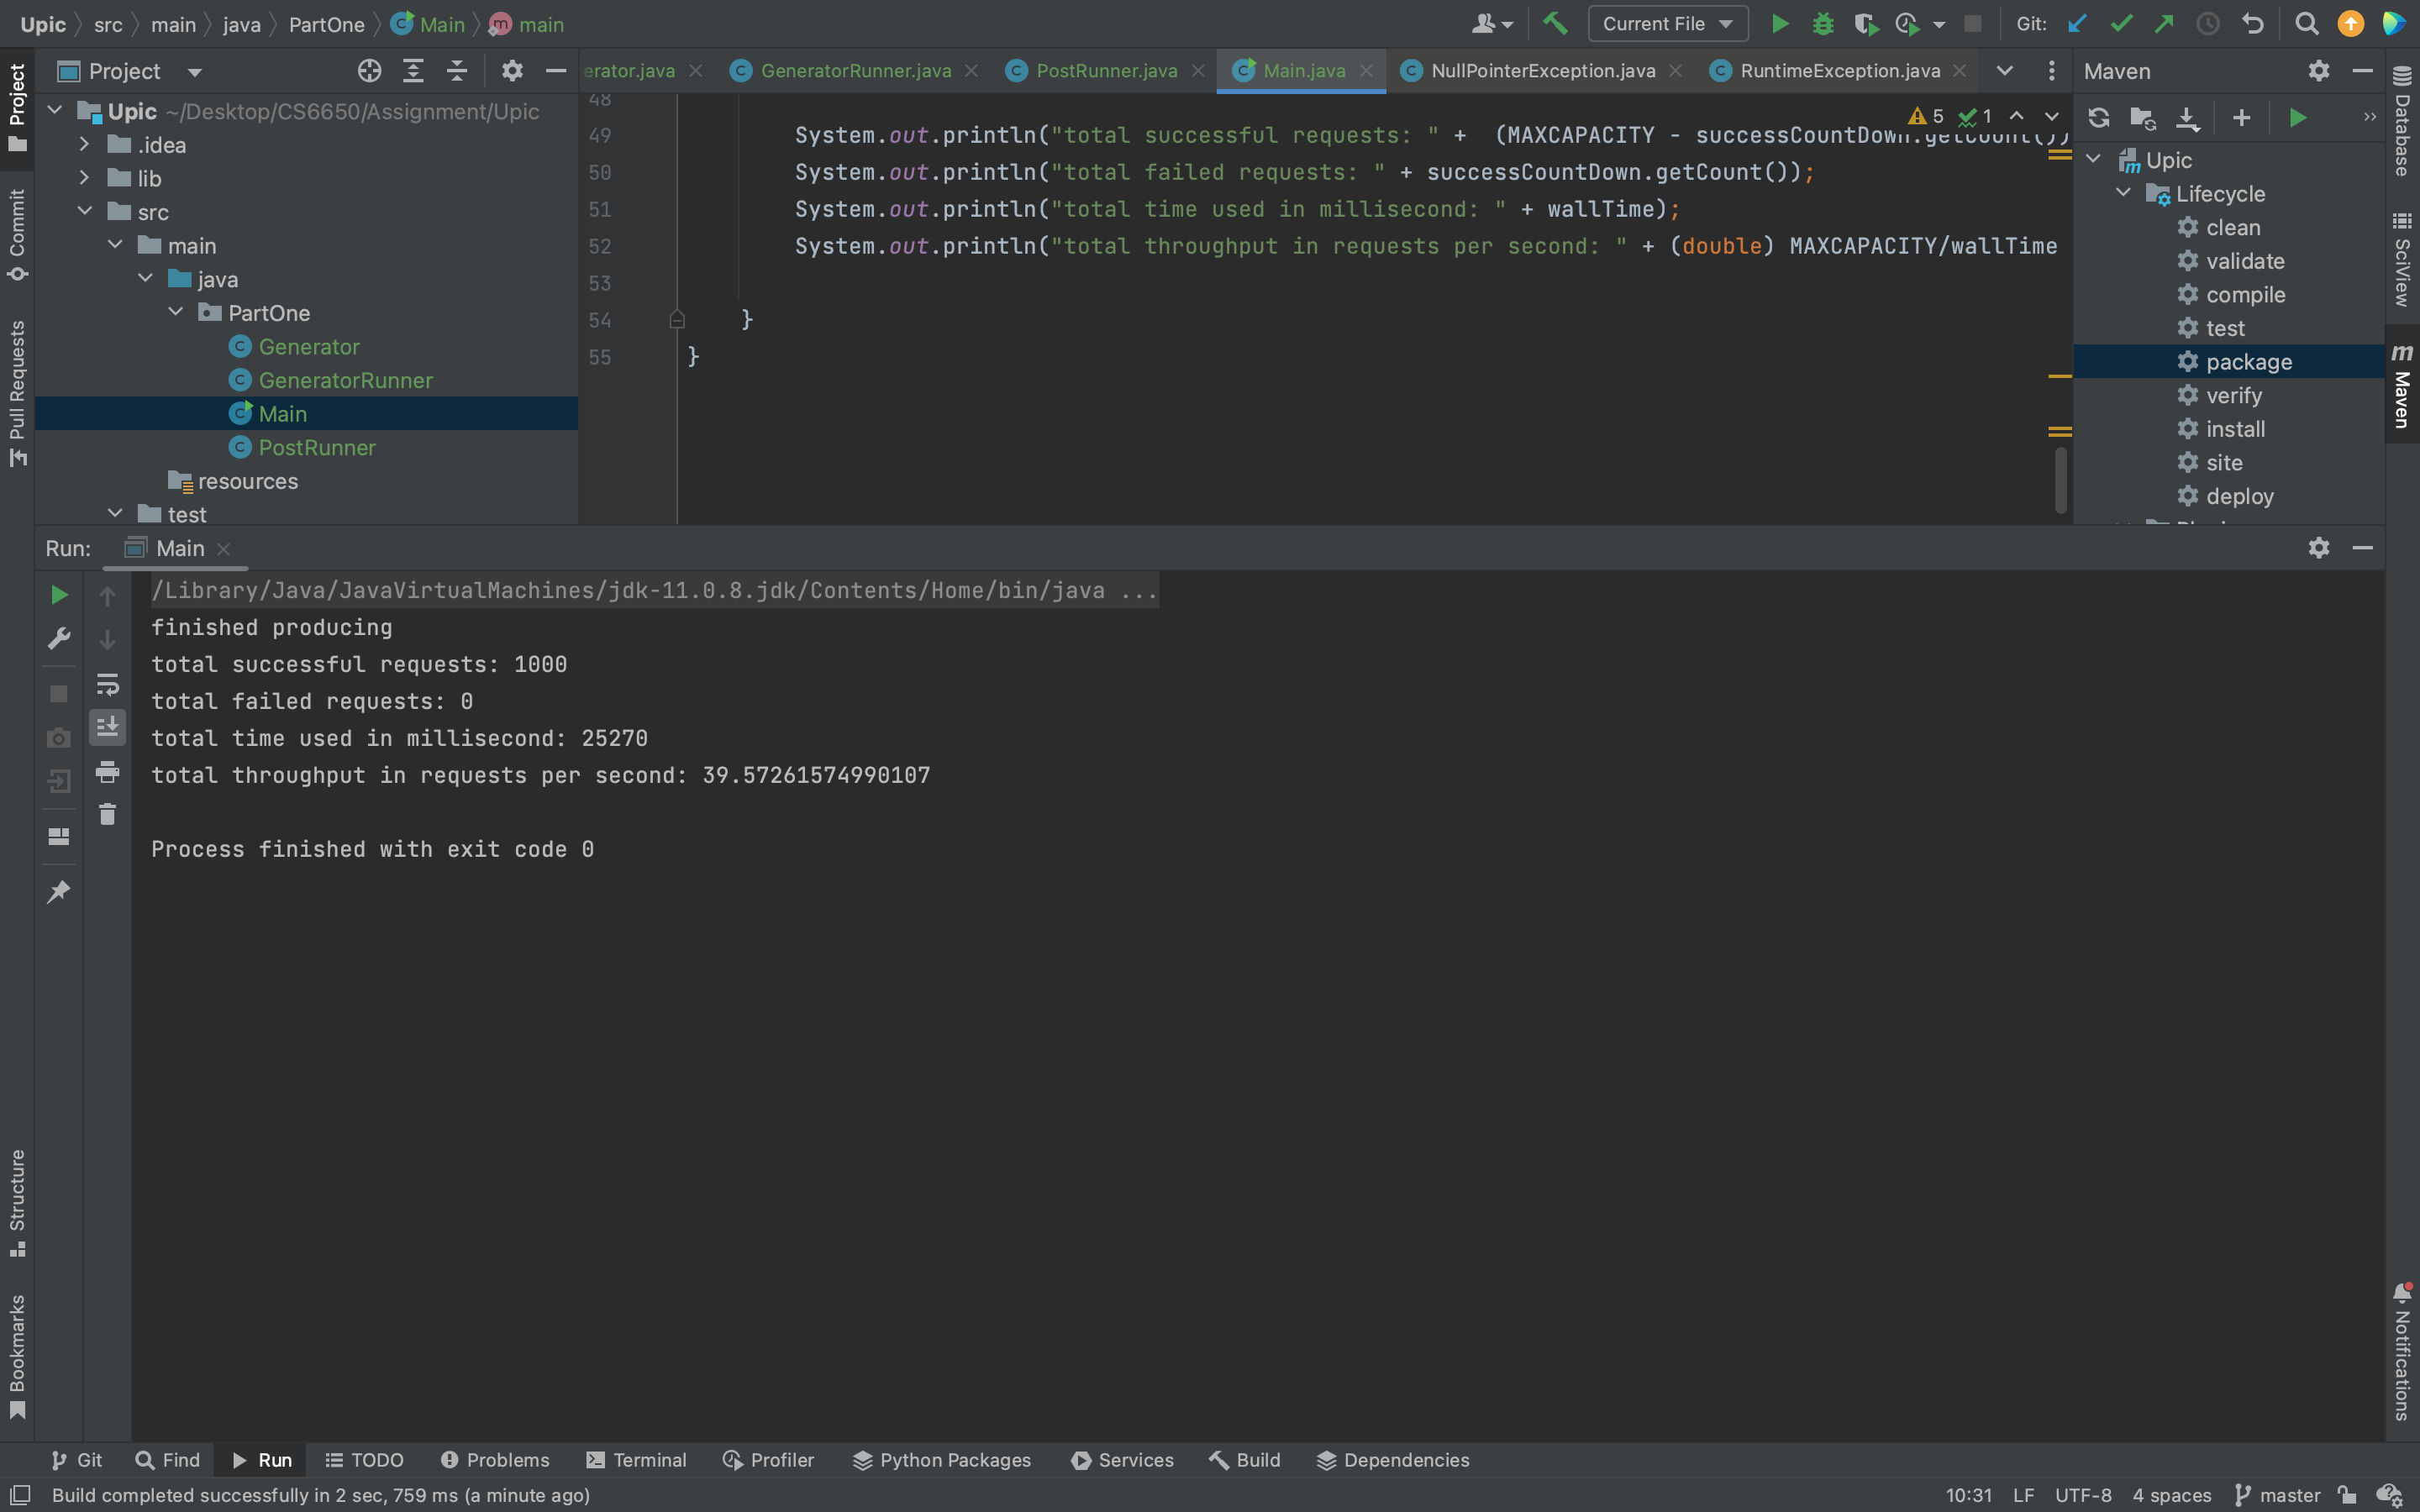 Upic src main java PartOne Main main
Current File
Git:
Project
erator.java
GeneratorRunner.java
PostRunner.java
Main.java
NullPointerException.java
RuntimeException.java
Maven
Upic ~/Desktop/CS6650/Assignment/Upic
.idea
lib
src
main
java
PartOne
Generator
GeneratorRunner
Main
PostRunner
resources
test
48
49 System.out.println("total successful requests: " + (MAXCAPACITY - successCountDown.getCount())
50 System.out.println("total failed requests: " + successCountDown.getCount());
51 System.out.println("total time used in millisecond: " + wallTime);
52 System.out.println("total throughput in requests per second: " + (double) MAXCAPACITY/wallTime
53
54 }
55 }
5 1
Upic
Lifecycle
clean
validate
compile
test
package
verify
install
site
deploy
Run: Main
/Library/Java/JavaVirtualMachines/jdk-11.0.8.jdk/Contents/Home/bin/java ...
finished producing
total successful requests: 1000
total failed requests: 0
total time used in millisecond: 25270
total throughput in requests per second: 39.57261574990107
Process finished with exit code 0
Project
Commit
Pull Requests
Structure
Bookmarks
Database
SciView
Maven
Notifications
Git Find Run TODO Problems Terminal Profiler Python Packages Services Build Dependencies
Build completed successfully in 2 sec, 759 ms (a minute ago)
10:31 LF UTF-8 4 spaces master